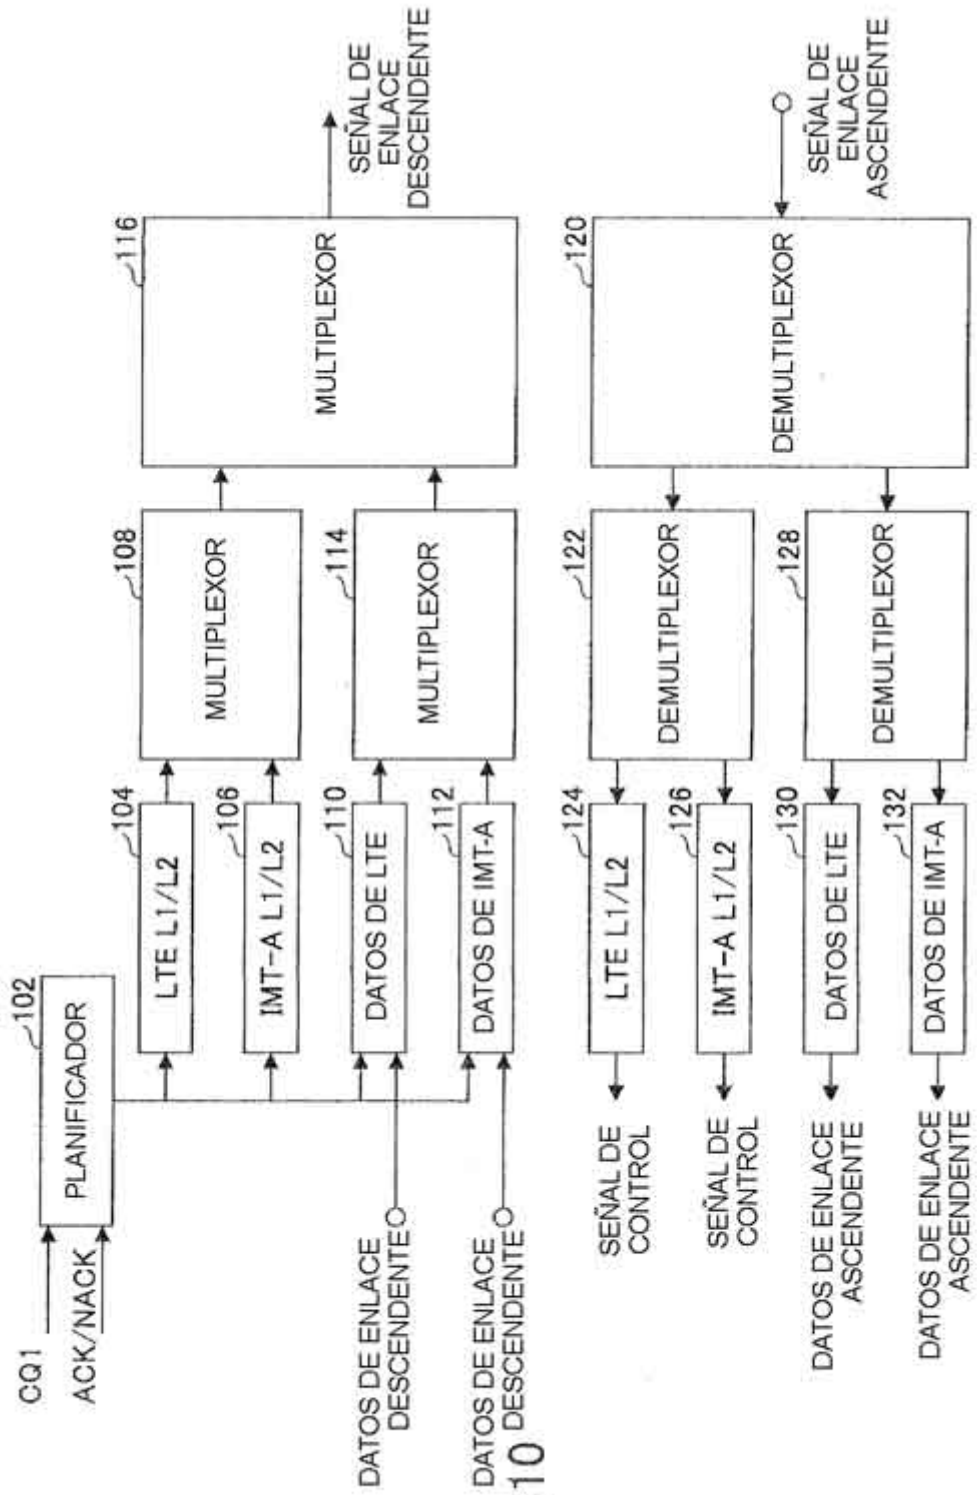 CQ1
ACK/NACK
102
PLANIFICADOR
104
LTE L1/L2
106
IMT-A L1/L2
108
MULTIPLEXOR
DATOS DE ENLACE
DESCENDENTE
110
DATOS DE LTE
DATOS DE ENLACE
DESCENDENTE
112
DATOS DE IMT-A
114
MULTIPLEXOR
116
MULTIPLEXOR
SEÑAL DE
ENLACE
DESCENDENTE
10
SEÑAL DE
CONTROL
124
LTE L1/L2
SEÑAL DE
CONTROL
126
IMT-A L1/L2
122
DEMULTIPLEXOR
DATOS DE ENLACE
ASCENDENTE
130
DATOS DE LTE
DATOS DE ENLACE
ASCENDENTE
132
DATOS DE IMT-A
128
DEMULTIPLEXOR
120
DEMULTIPLEXOR
SEÑAL DE
ENLACE
ASCENDENTE